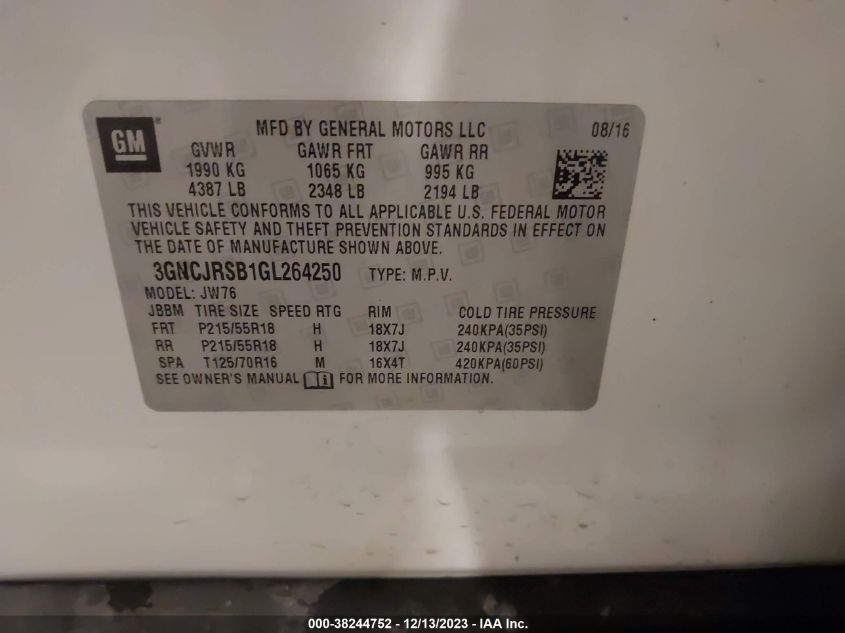 GM
MFD BY GENERAL MOTORS LLC 08/16
GVWR GAWR FRT GAWR RR
1990 KG 1065 KG 995 KG
4387 LB 2348 LB 2194 LB
THIS VEHICLE CONFORMS TO ALL APPLICABLE U.S. FEDERAL MOTOR
VEHICLE SAFETY AND THEFT PREVENTION STANDARDS IN EFFECT ON
THE DATE OF MANUFACTURE SHOWN ABOVE.
3GNCJRSB1GL264250 TYPE: M.P.V.
MODEL: JW76
JBBM TIRE SIZE SPEED RTG RIM COLD TIRE PRESSURE
FRT P215/55R18 H 18X7J 240KPA(35PSI)
RR P215/55R18 H 18X7J 240KPA(35PSI)
SPA T125/70R16 M 16X4T 420KPA(60PSI)
SEE OWNER'S MANUAL FOR MORE INFORMATION.
000-38244752 - 12/13/2023 - IAA Inc.